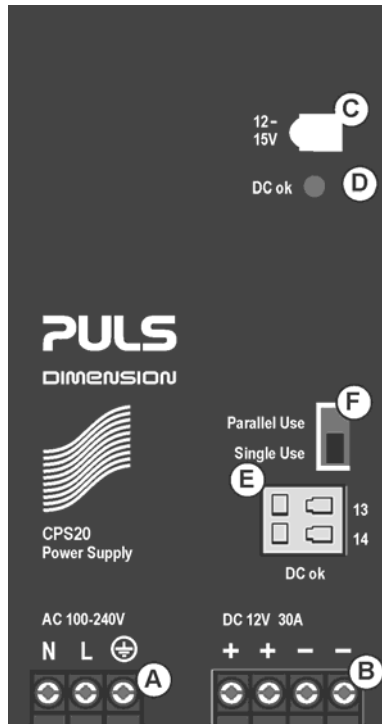 C
12–
15V
DC ok
D
PULS
DIMENSION
F
Parallel Use
Single Use
E
13
14
CPS20
Power Supply
DC ok
AC 100-240V
DC 12V 30A
N L
+ + – –
A
B